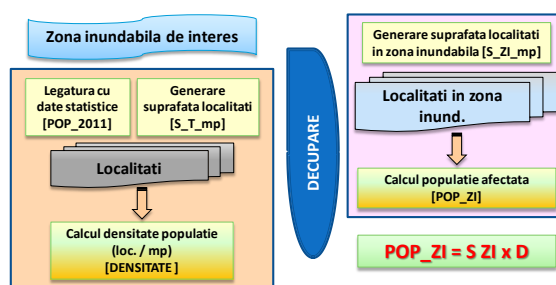 Zona inundabila de interes
Legatura cu
date statistice
[POP_2011]
Generare
suprafata localitati
[S_T_mp]
Localitati
Calcul densitate populatie
(loc. / mp)
[DENSITATE ]
DECUPARE
Generare suprafata localitati
in zona inundabila [S_ZI_mp]
Localitati in zona
inund.
Calcul populatie afectata
[POP_ZI]
POP_ZI = S ZI x D